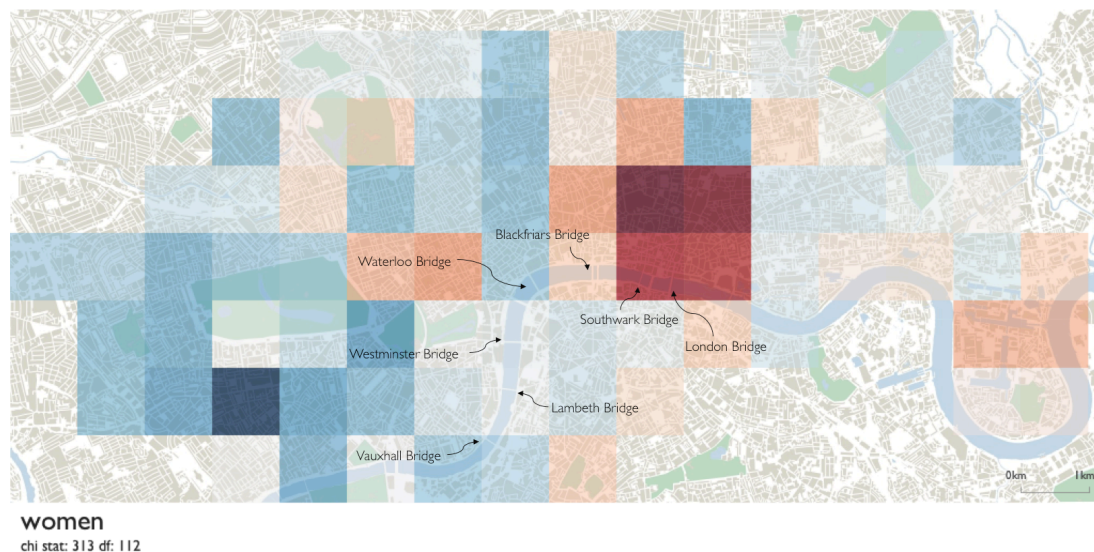 Blackfriars Bridge
Waterloo Bridge
Southwark Bridge
London Bridge
Westminster Bridge
Lambeth Bridge
Vauxhall Bridge
0km 1km
women
chi stat: 313 df: 112